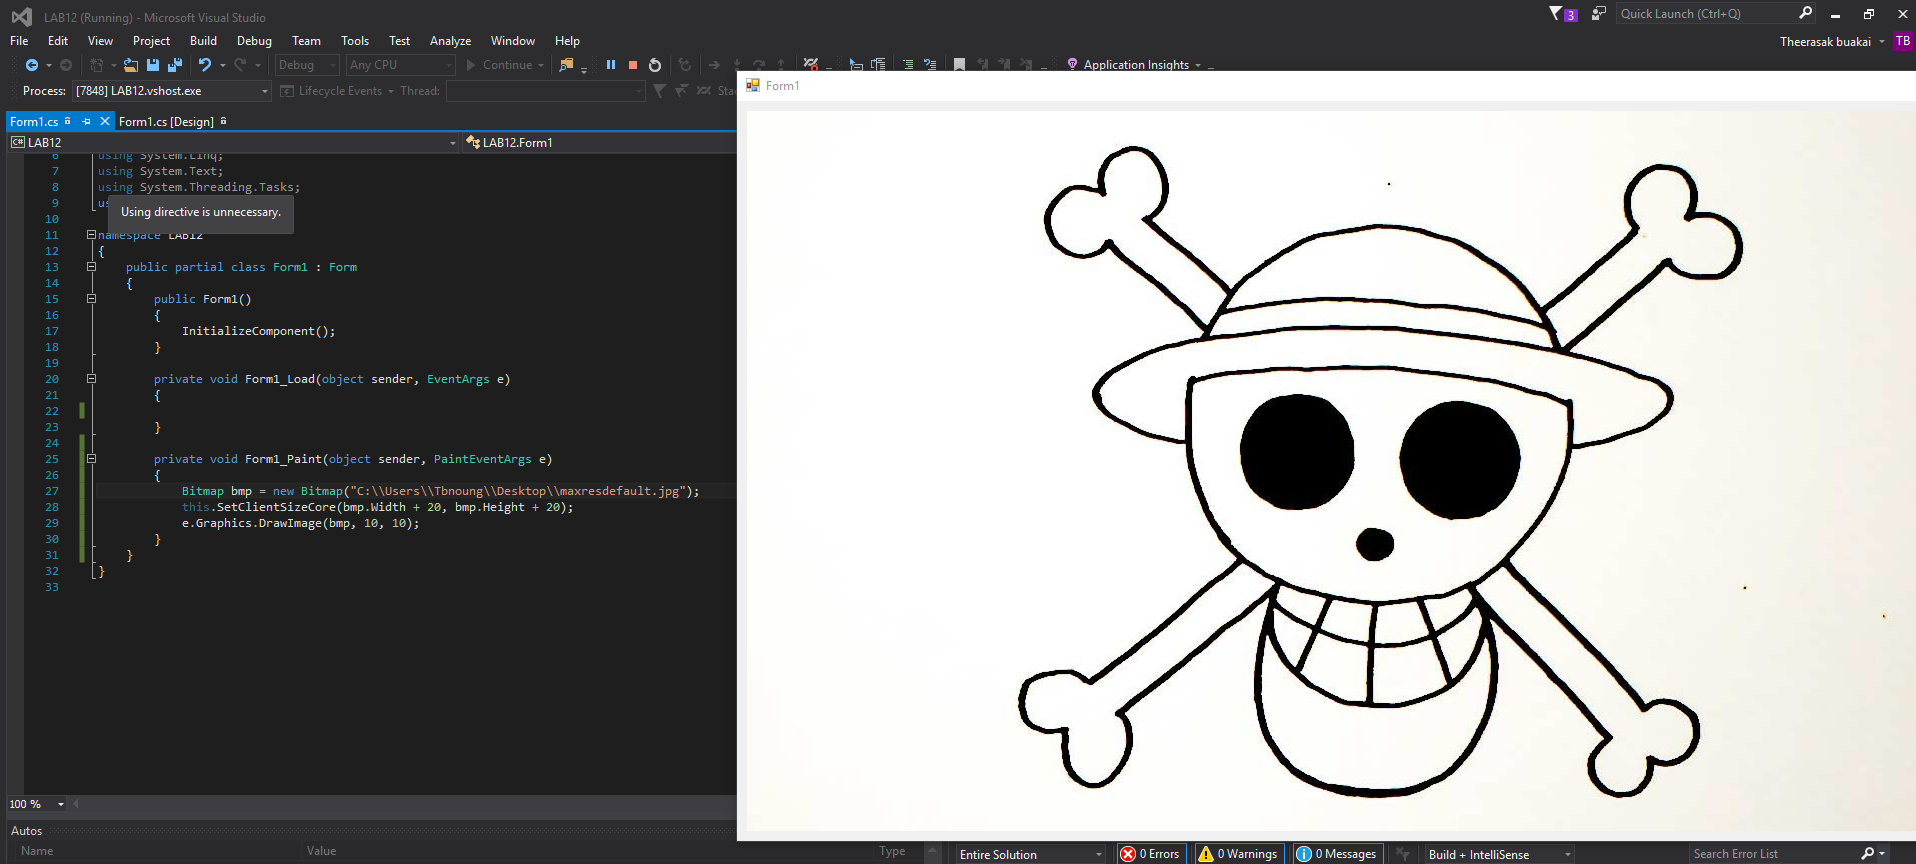 LAB12 (Running) - Microsoft Visual Studio
3
Quick Launch (Ctrl+Q)
File Edit View Project Build Debug Team Tools Test Analyze Window Help
Theerasak buakai TB
Debug Any CPU Continue
Application Insights
Process: [7848] LAB12.vshost.exe Lifecycle Events Thread:
Form1
Form1.cs Form1.cs [Design]
C# LAB12 LAB12.Form1
6 using System.Linq;
7 using System.Text;
8 using System.Threading.Tasks;
9
Using directive is unnecessary.
10
11 namespace LAB12
12 {
13 public partial class Form1 : Form
14 {
15 public Form1()
16 {
17 InitializeComponent();
18 }
19
20 private void Form1_Load(object sender, EventArgs e)
21 {
22
23 }
24
25 private void Form1_Paint(object sender, PaintEventArgs e)
26 {
27 Bitmap bmp = new Bitmap("C:\\Users\\Tbnoung\\Desktop\\maxresdefault.jpg");
28 this.SetClientSizeCore(bmp.Width + 20, bmp.Height + 20);
29 e.Graphics.DrawImage(bmp, 10, 10);
30 }
31 }
32 }
33
100 %
Autos
Name Value Type
Entire Solution 0 Errors 0 Warnings 0 Messages Build + IntelliSense Search Error List